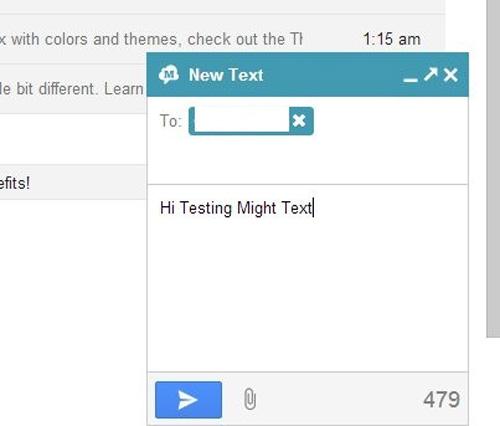 x with colors and themes, check out the Th
1:15 am
New Text
le bit different. Learn
To:
efits!
Hi Testing Might Text
479